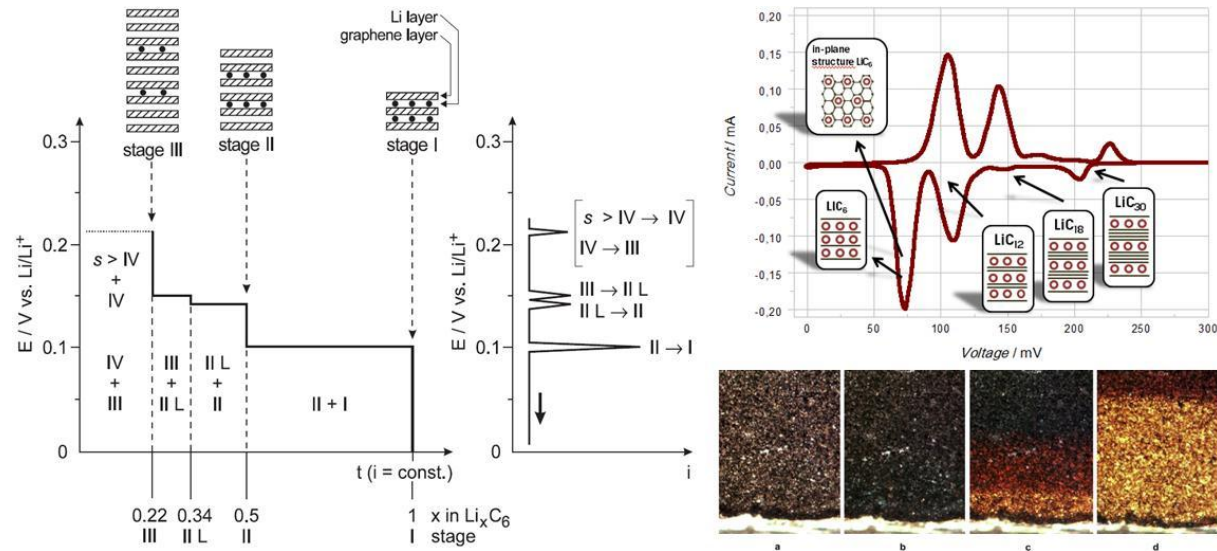 Li layer
graphene layer
stage III
stage II
stage I
E / V vs. Li/Li⁺
0.3
0.2
0.1
0
s > IV
+
IV
IV
+
III
III
+
II L
II L
+
II
II + I
t (i = const.)
0.22 0.34 0.5 1 x in LiₓC₆
III II L II I stage
E / V vs. Li/Li⁺
0.3
0.2
0.1
0
s > IV → IV
IV → III
III → II L
II L → II
II → I
i
Current / mA
0,20
0,15
0,10
0,05
0,00
-0,05
-0,10
-0,15
-0,20
in-plane
structure LiC₆
LiC₆
LiC₁₂
LiC₁₈
LiC₃₀
0 50 100 150 200 250 300
Voltage / mV
a b c d